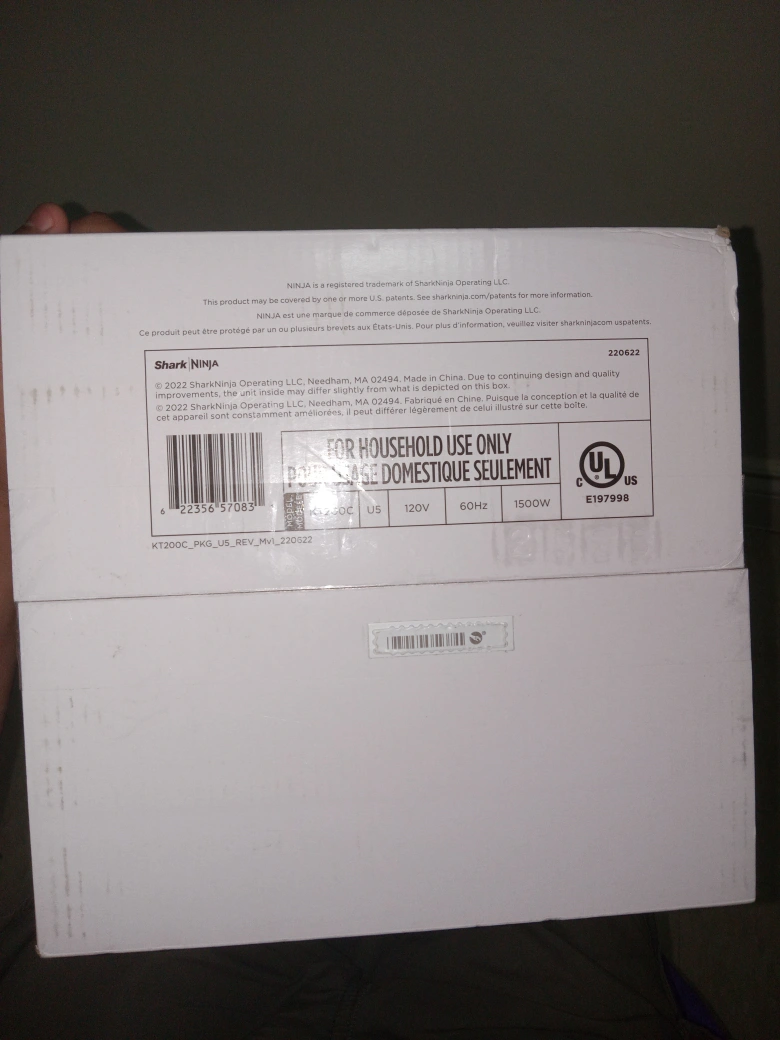 NINJA is a registered trademark of SharkNinja Operating LLC.
This product may be covered by one or more U.S. patents. See sharkninja.com/patents for more information.
NINJA est une marque de commerce déposée de SharkNinja Operating LLC.
Ce produit peut être protégé par un ou plusieurs brevets aux États-Unis. Pour plus d'information, veuillez visiter sharkninjacom uspatents.
220622
Shark NINJA
© 2022 SharkNinja Operating LLC, Needham, MA 02494. Made in China. Due to continuing design and quality
improvements, the unit inside may differ slightly from what is depicted on this box.
© 2022 SharkNinja Operating LLC, Needham, MA 02494. Fabriqué en Chine. Puisque la conception et la qualité de
cet appareil sont constamment améliorées, il peut différer légèrement de celui illustré sur cette boîte.
FOR HOUSEHOLD USE ONLY
DOMESTIQUE SEULEMENT
C UL US
E197998
6 22356 57083
MODEL
US 120V 60Hz 1500W
KT200C_PKG_US_REV_Mv1_220622